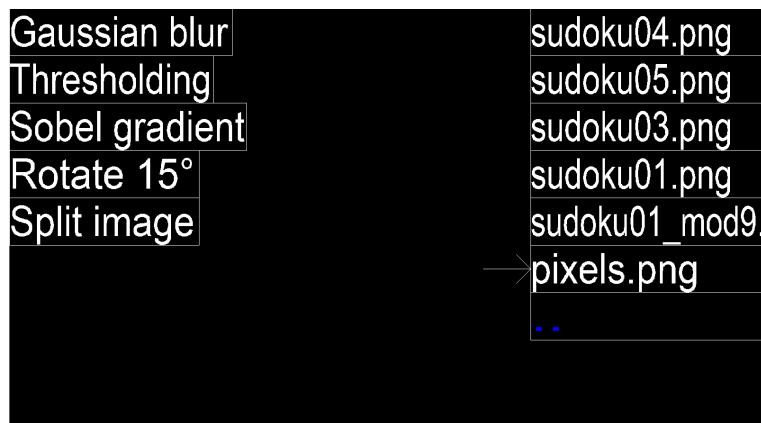 Gaussian blur
Thresholding
Sobel gradient
Rotate 15°
Split image
sudoku04.png
sudoku05.png
sudoku03.png
sudoku01.png
sudoku01_mod9.
pixels.png
..